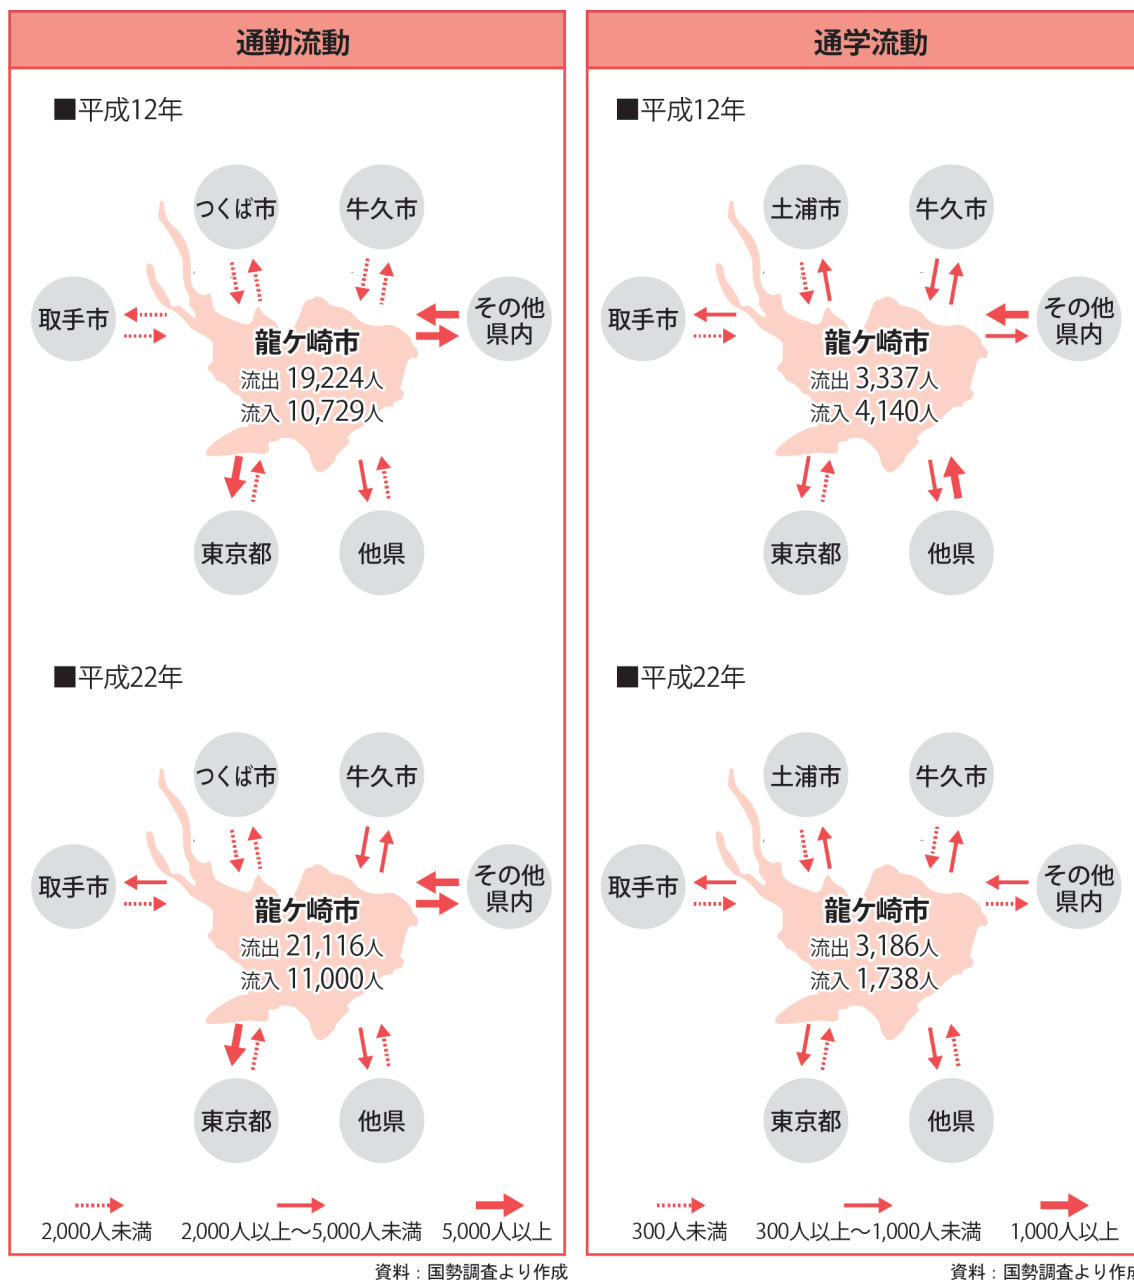 通勤流動
■平成12年
つくば市
牛久市
取手市
その他
県内
龍ケ崎市
流出 19,224人
流入 10,729人
東京都
他県
■平成22年
つくば市
牛久市
取手市
その他
県内
龍ケ崎市
流出 21,116人
流入 11,000人
東京都
他県
2,000人未満
2,000人以上〜5,000人未満
5,000人以上
資料：国勢調査より作成
通学流動
■平成12年
土浦市
牛久市
取手市
その他
県内
龍ケ崎市
流出 3,337人
流入 4,140人
東京都
他県
■平成22年
土浦市
牛久市
取手市
その他
県内
龍ケ崎市
流出 3,186人
流入 1,738人
東京都
他県
300人未満
300人以上〜1,000人未満
1,000人以上
資料：国勢調査より作成